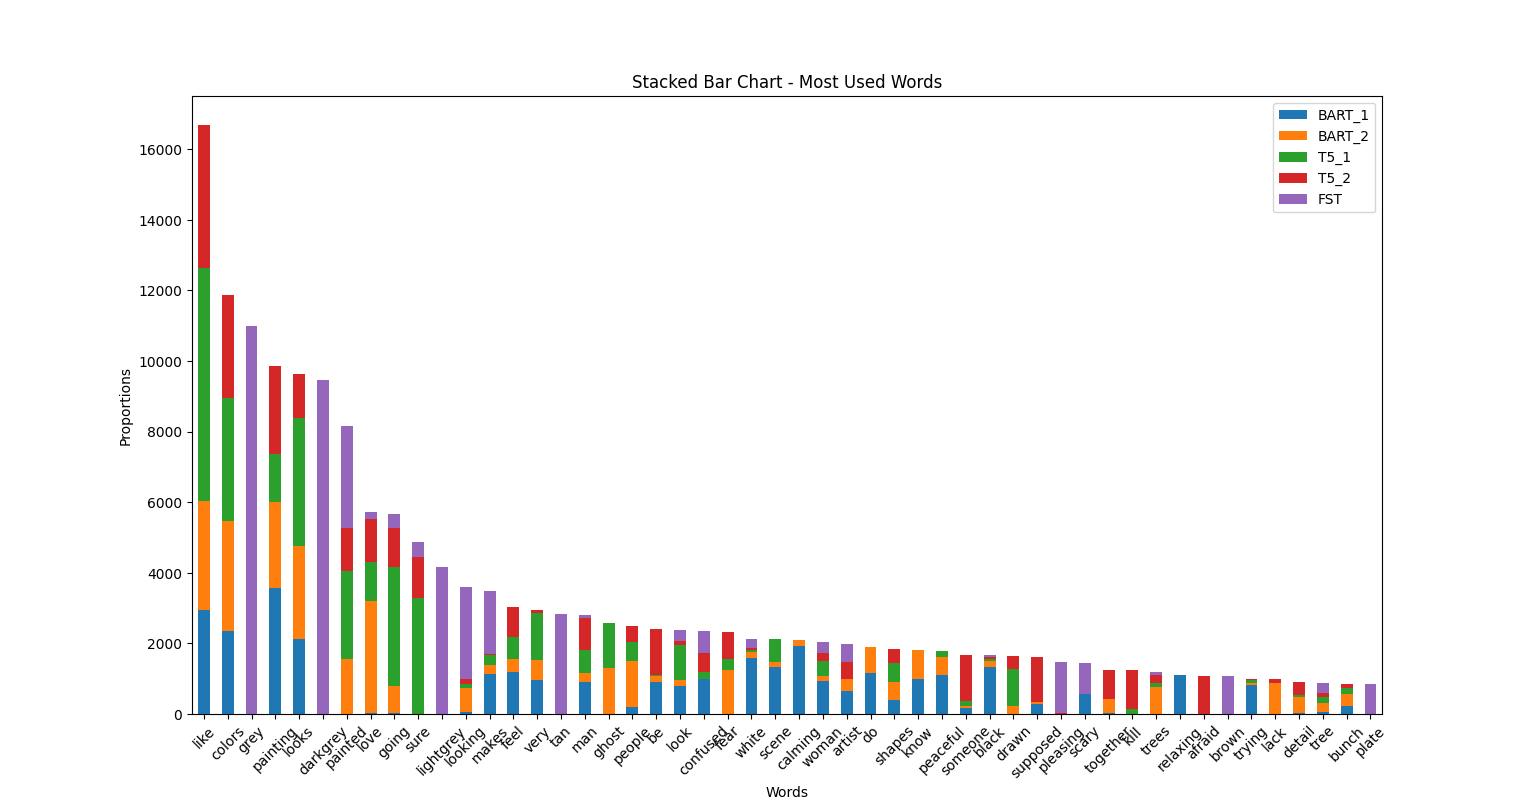 Stacked Bar Chart - Most Used Words
BART_1
BART_2
T5_1
T5_2
FST
Proportions
16000
14000
12000
10000
8000
6000
4000
2000
0
like
colors
grey
painting
looks
darkgrey
painted
love
going
sure
lightgrey
looking
makes
feel
very
tan
man
ghost
people
be
look
confused
fear
white
scene
calming
woman
artist
do
shapes
know
peaceful
someone
black
drawn
supposed
pleasing
scary
together
kill
trees
relaxing
afraid
brown
trying
lack
detail
tree
bunch
plate
Words